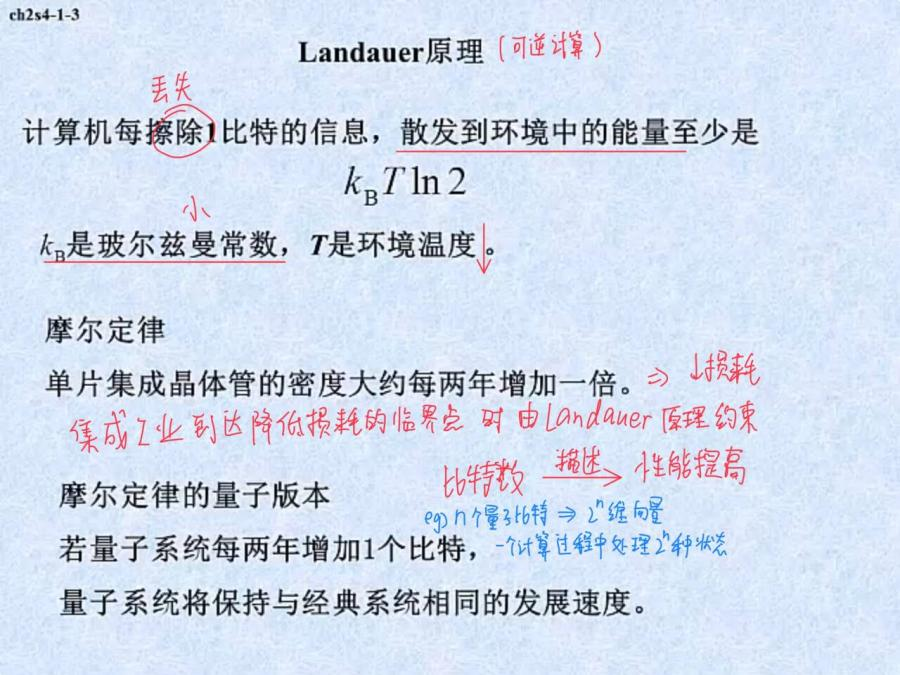 ch2s4-1-3
Landauer原理（可逆计算）
丢失
计算机每擦除1比特的信息，散发到环境中的能量至少是
k_B T ln 2
小
k_B是玻尔兹曼常数，T是环境温度↓。
摩尔定律
单片集成晶体管的密度大约每两年增加一倍。⇒ ↓损耗
集成工业到达降低损耗的临界点 时 由Landauer原理约束
比特数 描述→ 性能提高
摩尔定律的量子版本
eg) n个量子比特 ⇒ 2^n维向量
若量子系统每两年增加1个比特，
一个计算过程中处理2^n种状态
量子系统将保持与经典系统相同的发展速度。